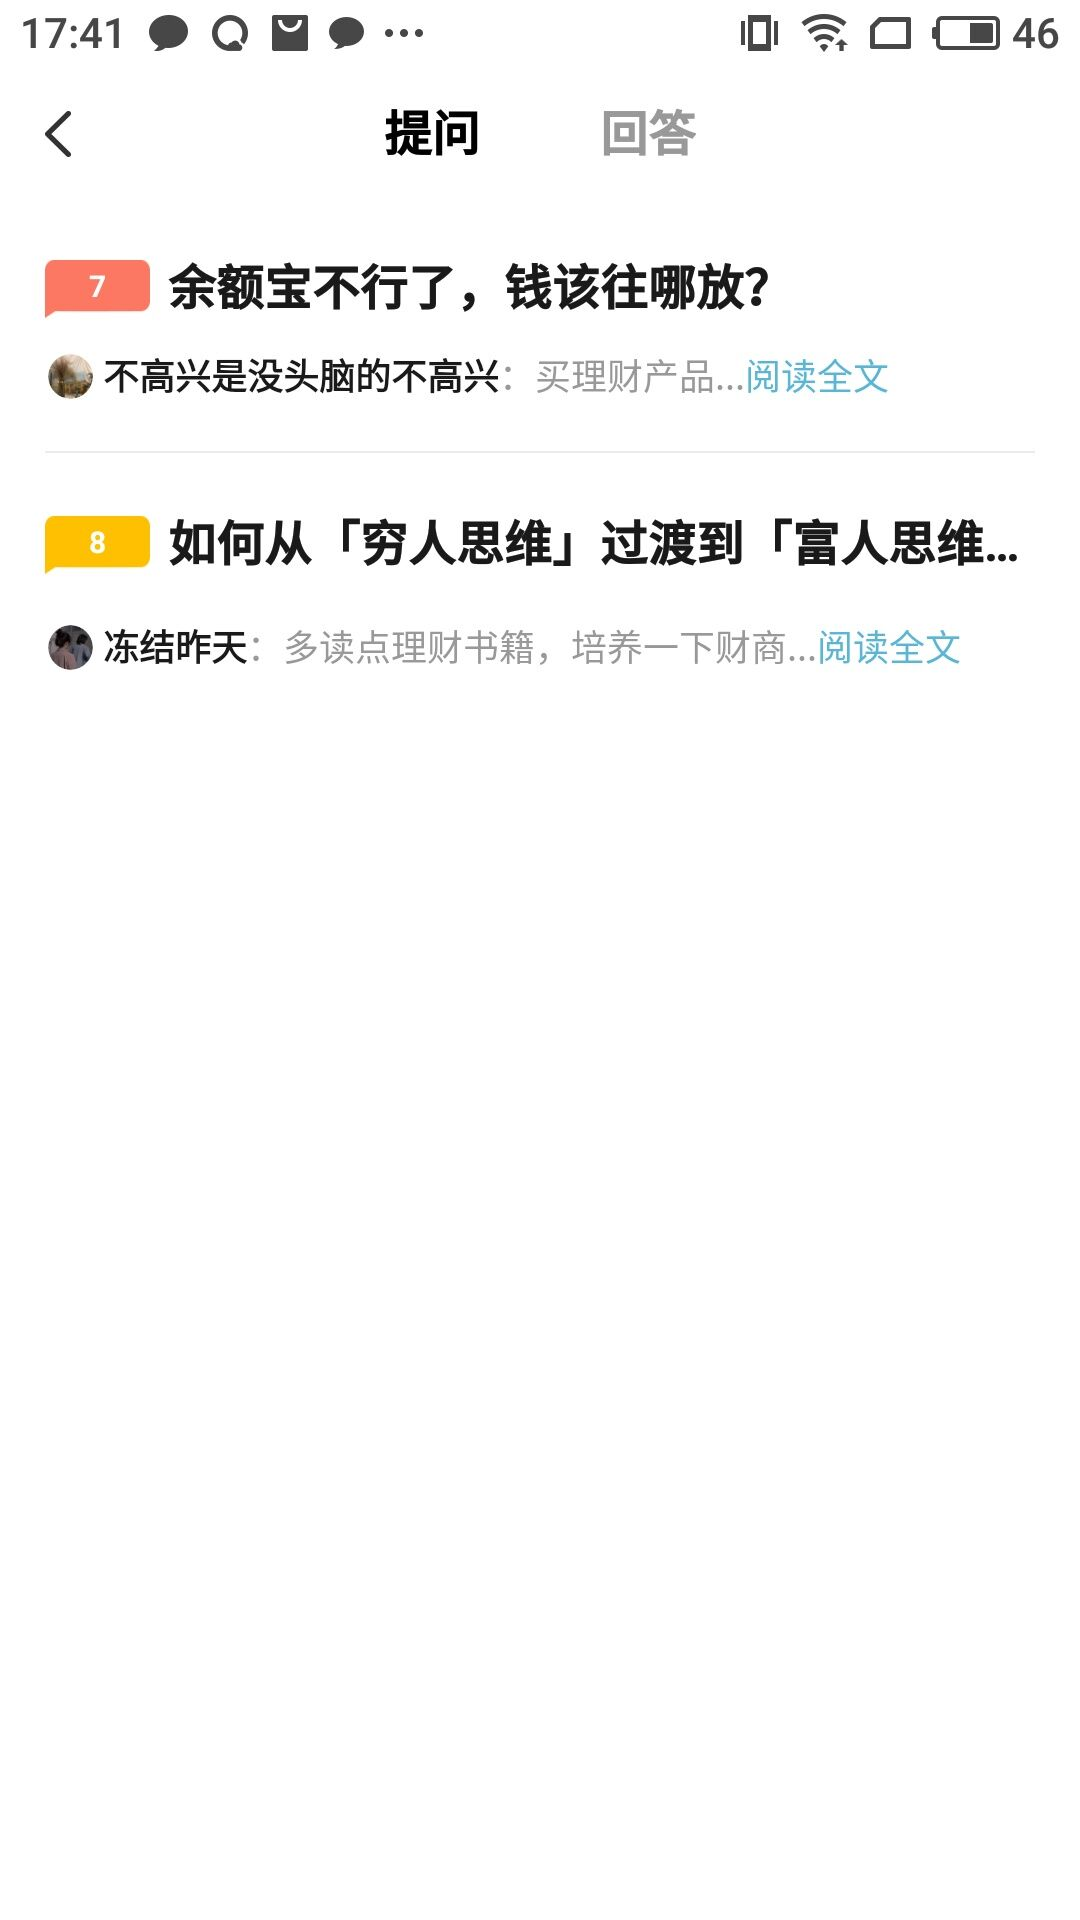 17:41 46
提问 回答
7 余额宝不行了，钱该往哪放？
不高兴是没头脑的不高兴：买理财产品...阅读全文
8 如何从「穷人思维」过渡到「富人思维...
冻结昨天：多读点理财书籍，培养一下财商...阅读全文